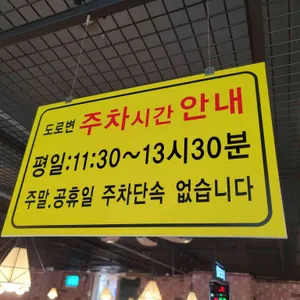 도로변 주차시간 안내
평일:11:30~13시30분
주말.공휴일 주차단속 없습니다